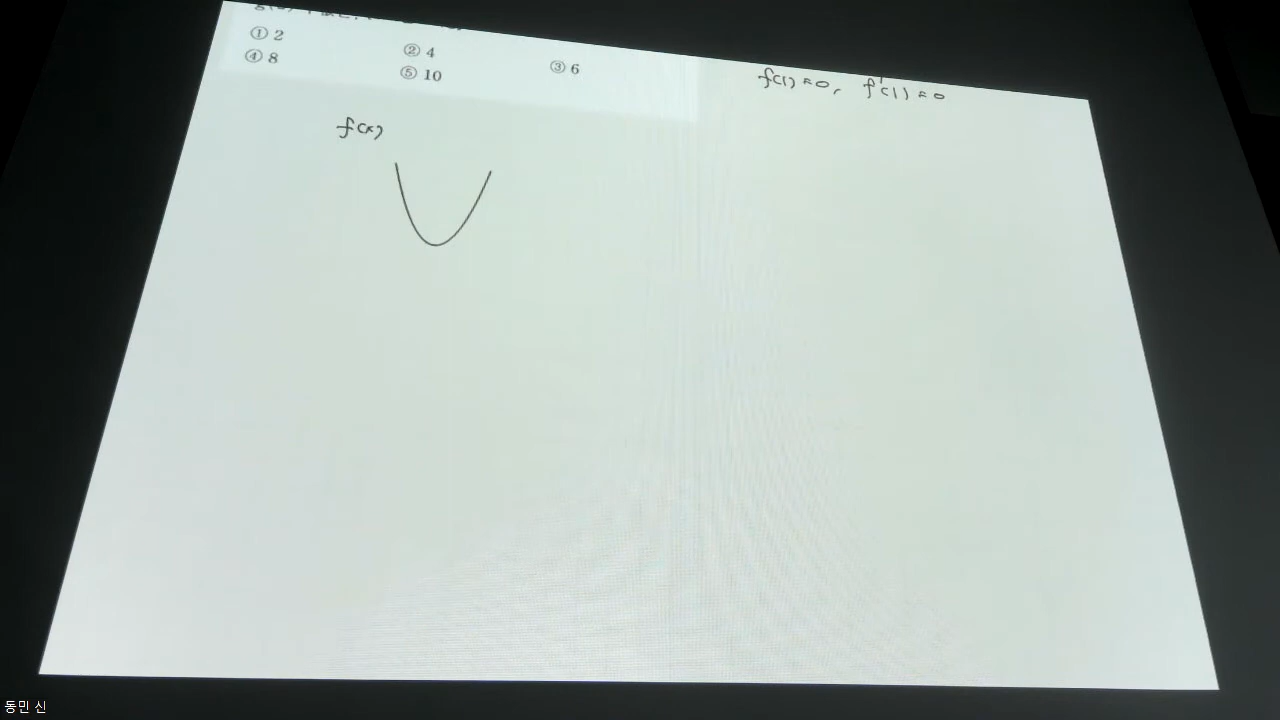 ① 2
② 4
③ 6
④ 8
⑤ 10
f(1) = 0, f'(1) = 0
f(x)
동민 신